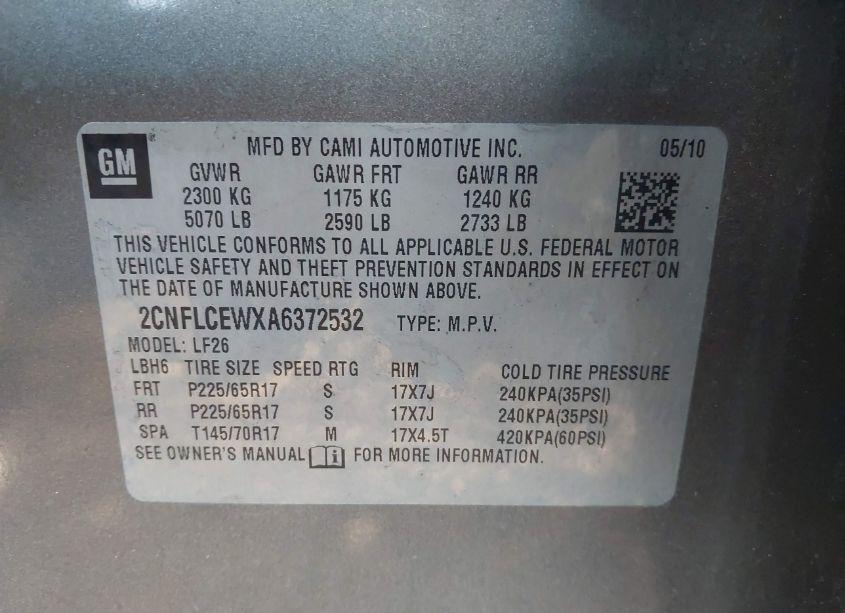 GM
MFD BY CAMI AUTOMOTIVE INC. 05/10
GVWR GAWR FRT GAWR RR
2300 KG 1175 KG 1240 KG
5070 LB 2590 LB 2733 LB
THIS VEHICLE CONFORMS TO ALL APPLICABLE U.S. FEDERAL MOTOR
VEHICLE SAFETY AND THEFT PREVENTION STANDARDS IN EFFECT ON
THE DATE OF MANUFACTURE SHOWN ABOVE.
2CNFLCEWXA6372532 TYPE: M.P.V.
MODEL: LF26
LBH6 TIRE SIZE SPEED RTG RIM COLD TIRE PRESSURE
FRT P225/65R17 S 17X7J 240KPA(35PSI)
RR P225/65R17 S 17X7J 240KPA(35PSI)
SPA T145/70R17 M 17X4.5T 420KPA(60PSI)
SEE OWNER'S MANUAL FOR MORE INFORMATION.